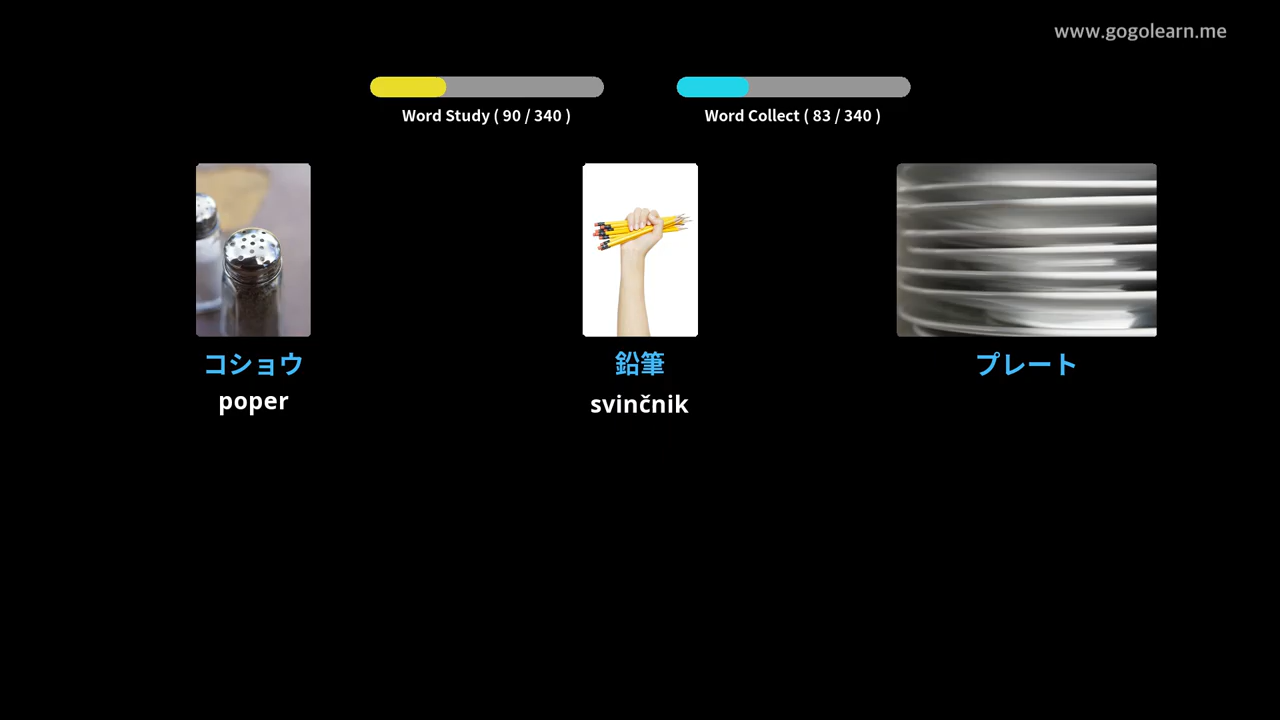 www.gogolearn.me
Word Study ( 90 / 340 )
Word Collect ( 83 / 340 )
コショウ
poper
鉛筆
svinčnik
プレート